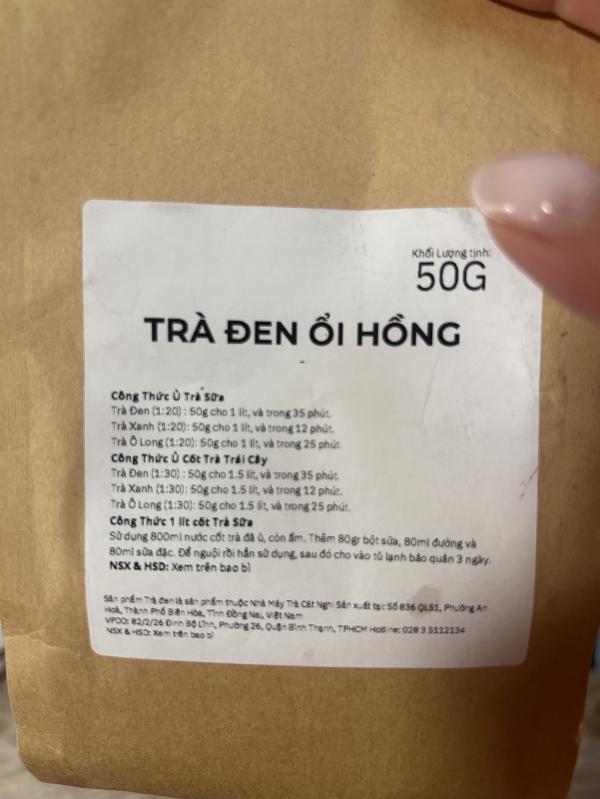 Khối Lượng tịnh:
50G
TRÀ ĐEN ỔI HỒNG
Công Thức Ủ Trà Sữa
Trà Đen (1:20) : 50g cho 1 lít, và trong 35 phút.
Trà Xanh (1:20): 50g cho 1 lít, và trong 12 phút.
Trà Ô Long (1:20): 50g cho 1 lít, và trong 25 phút.
Công Thức Ủ Cốt Trà Trái Cây
Trà Đen (1:30) : 50g cho 1.5 lít, và trong 35 phút.
Trà Xanh (1:30): 50g cho 1.5 lít, và trong 12 phút.
Trà Ô Long (1:30): 50g cho 1.5 lít, và trong 25 phút.
Công Thức 1 lít cốt Trà Sữa
Sử dụng 800ml nước cốt trà đã ủ, còn ấm. Thêm 80gr bột sữa, 80ml đường và
80ml sữa đặc. Để nguội rồi hẳn sử dụng, sau đó cho vào tủ lạnh bảo quản 3 ngày.
NSX & HSD: Xem trên bao bì
Sản phẩm Trà đen là sản phẩm thuộc Nhà Máy Trà Cát Nghi Sản xuất tại: Số 836 QL51, Phường An
Hoà, Thành Phố Biên Hòa, Tỉnh Đồng Nai, Việt Nam
VPDD: 82/2/26 Đinh Bộ Lĩnh, Phường 26, Quận Bình Thạnh, TPHCM Hotline: 028 3 5112134
NSX & HSD: Xem trên bao bì